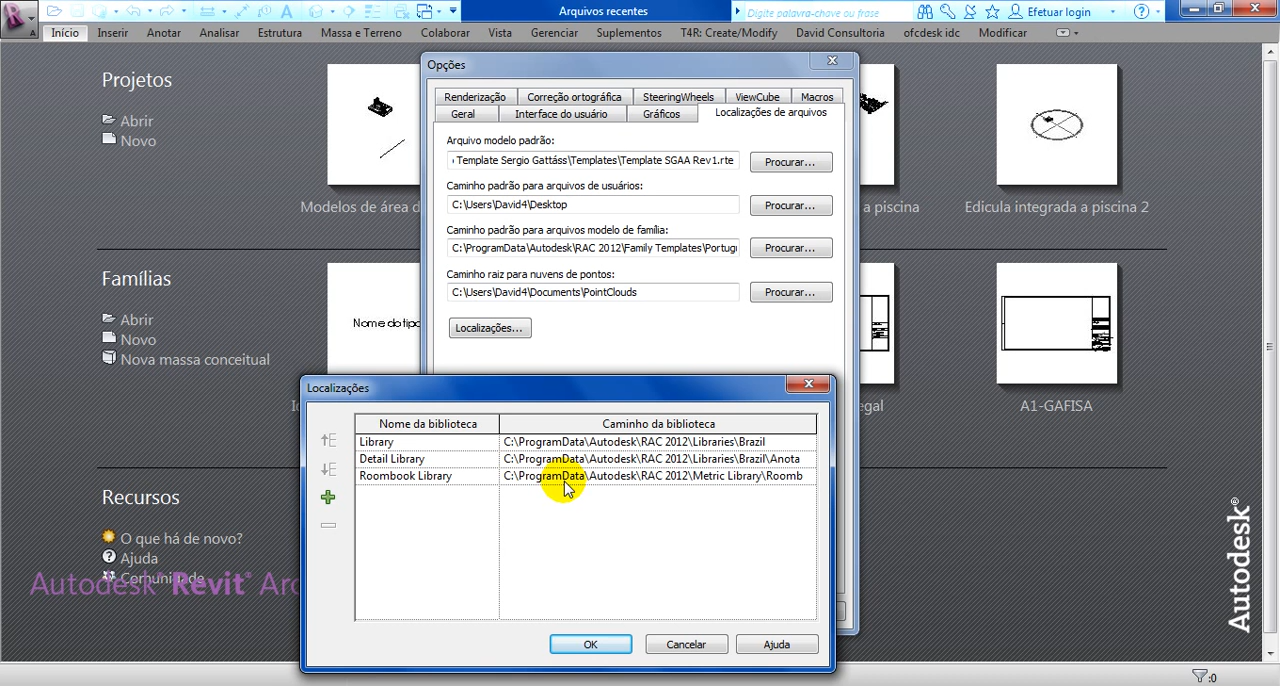 Arquivos recentes
Digite palavra-chave ou frase
Efetuar login
Início Inserir Anotar Analisar Estrutura Massa e Terreno Colaborar Vista Gerenciar Suplementos T4R: Create/Modify David Consultoria ofcdesk idc Modificar
Projetos
Abrir
Novo
Modelos de área d
a piscina
Edicula integrada a piscina 2
Famílias
Abrir
Novo
Nova massa conceitual
Nome do tipo
egal
A1-GAFISA
Recursos
O que há de novo?
Ajuda
Comunidade
Autodesk® Revit® Arc
Autodesk®
Opções
Renderização Correção ortográfica SteeringWheels ViewCube Macros
Geral Interface do usuário Gráficos Localizações de arquivos
Arquivo modelo padrão:
Template Sergio Gattáss\Templates\Template SGAA Rev1.rte Procurar...
Caminho padrão para arquivos de usuários:
C:\Users\David4\Desktop Procurar...
Caminho padrão para arquivos modelo de família:
C:\ProgramData\Autodesk\RAC 2012\Family Templates\Portugu Procurar...
Caminho raiz para nuvens de pontos:
C:\Users\David4\Documents\PointClouds Procurar...
Localizações...
Localizações
Nome da biblioteca Caminho da biblioteca
Library C:\ProgramData\Autodesk\RAC 2012\Libraries\Brazil
Detail Library C:\ProgramData\Autodesk\RAC 2012\Libraries\Brazil\Anota
Roombook Library C:\ProgramData\Autodesk\RAC 2012\Metric Library\Roomb
OK Cancelar Ajuda
:0